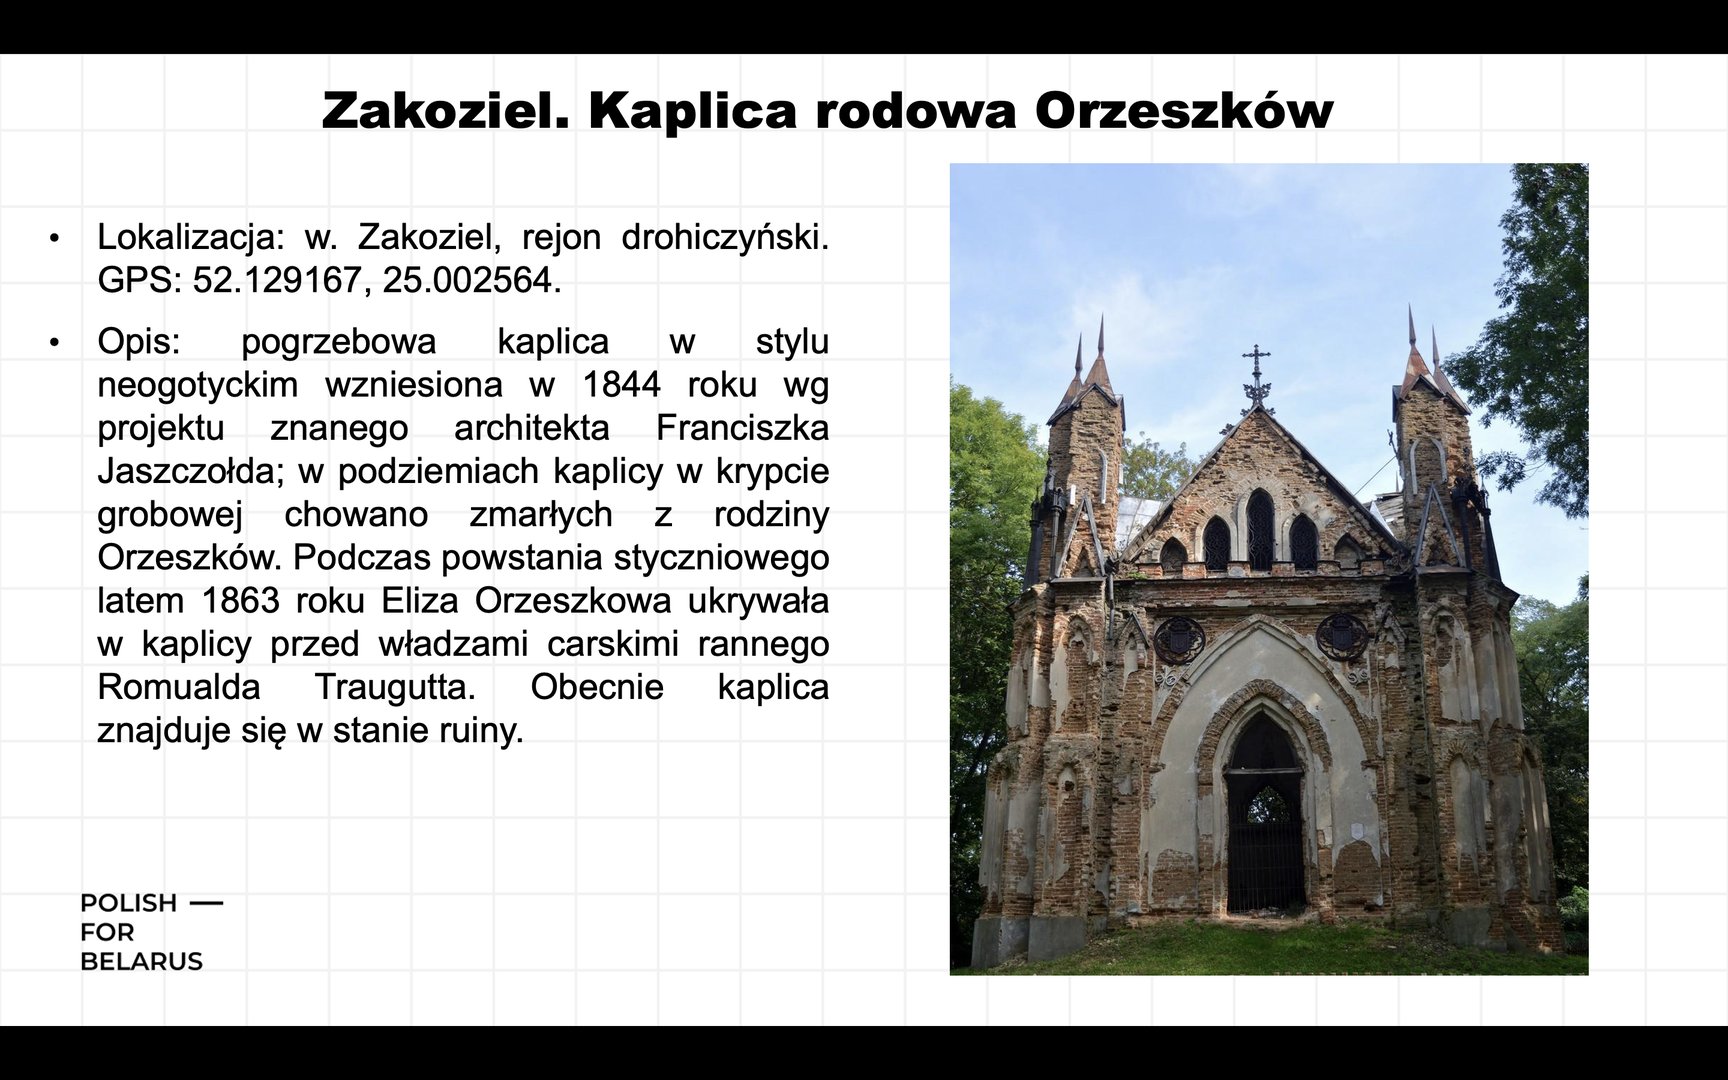 Zakoziel. Kaplica rodowa Orzeszków
• Lokalizacja: w. Zakoziel, rejon drohiczyński.
GPS: 52.129167, 25.002564.
• Opis: pogrzebowa kaplica w stylu
neogotyckim wzniesiona w 1844 roku wg
projektu znanego architekta Franciszka
Jaszczołda; w podziemiach kaplicy w krypcie
grobowej chowano zmarłych z rodziny
Orzeszków. Podczas powstania styczniowego
latem 1863 roku Eliza Orzeszkowa ukrywała
w kaplicy przed władzami carskimi rannego
Romualda Traugutta. Obecnie kaplica
znajduje się w stanie ruiny.
POLISH —
FOR
BELARUS